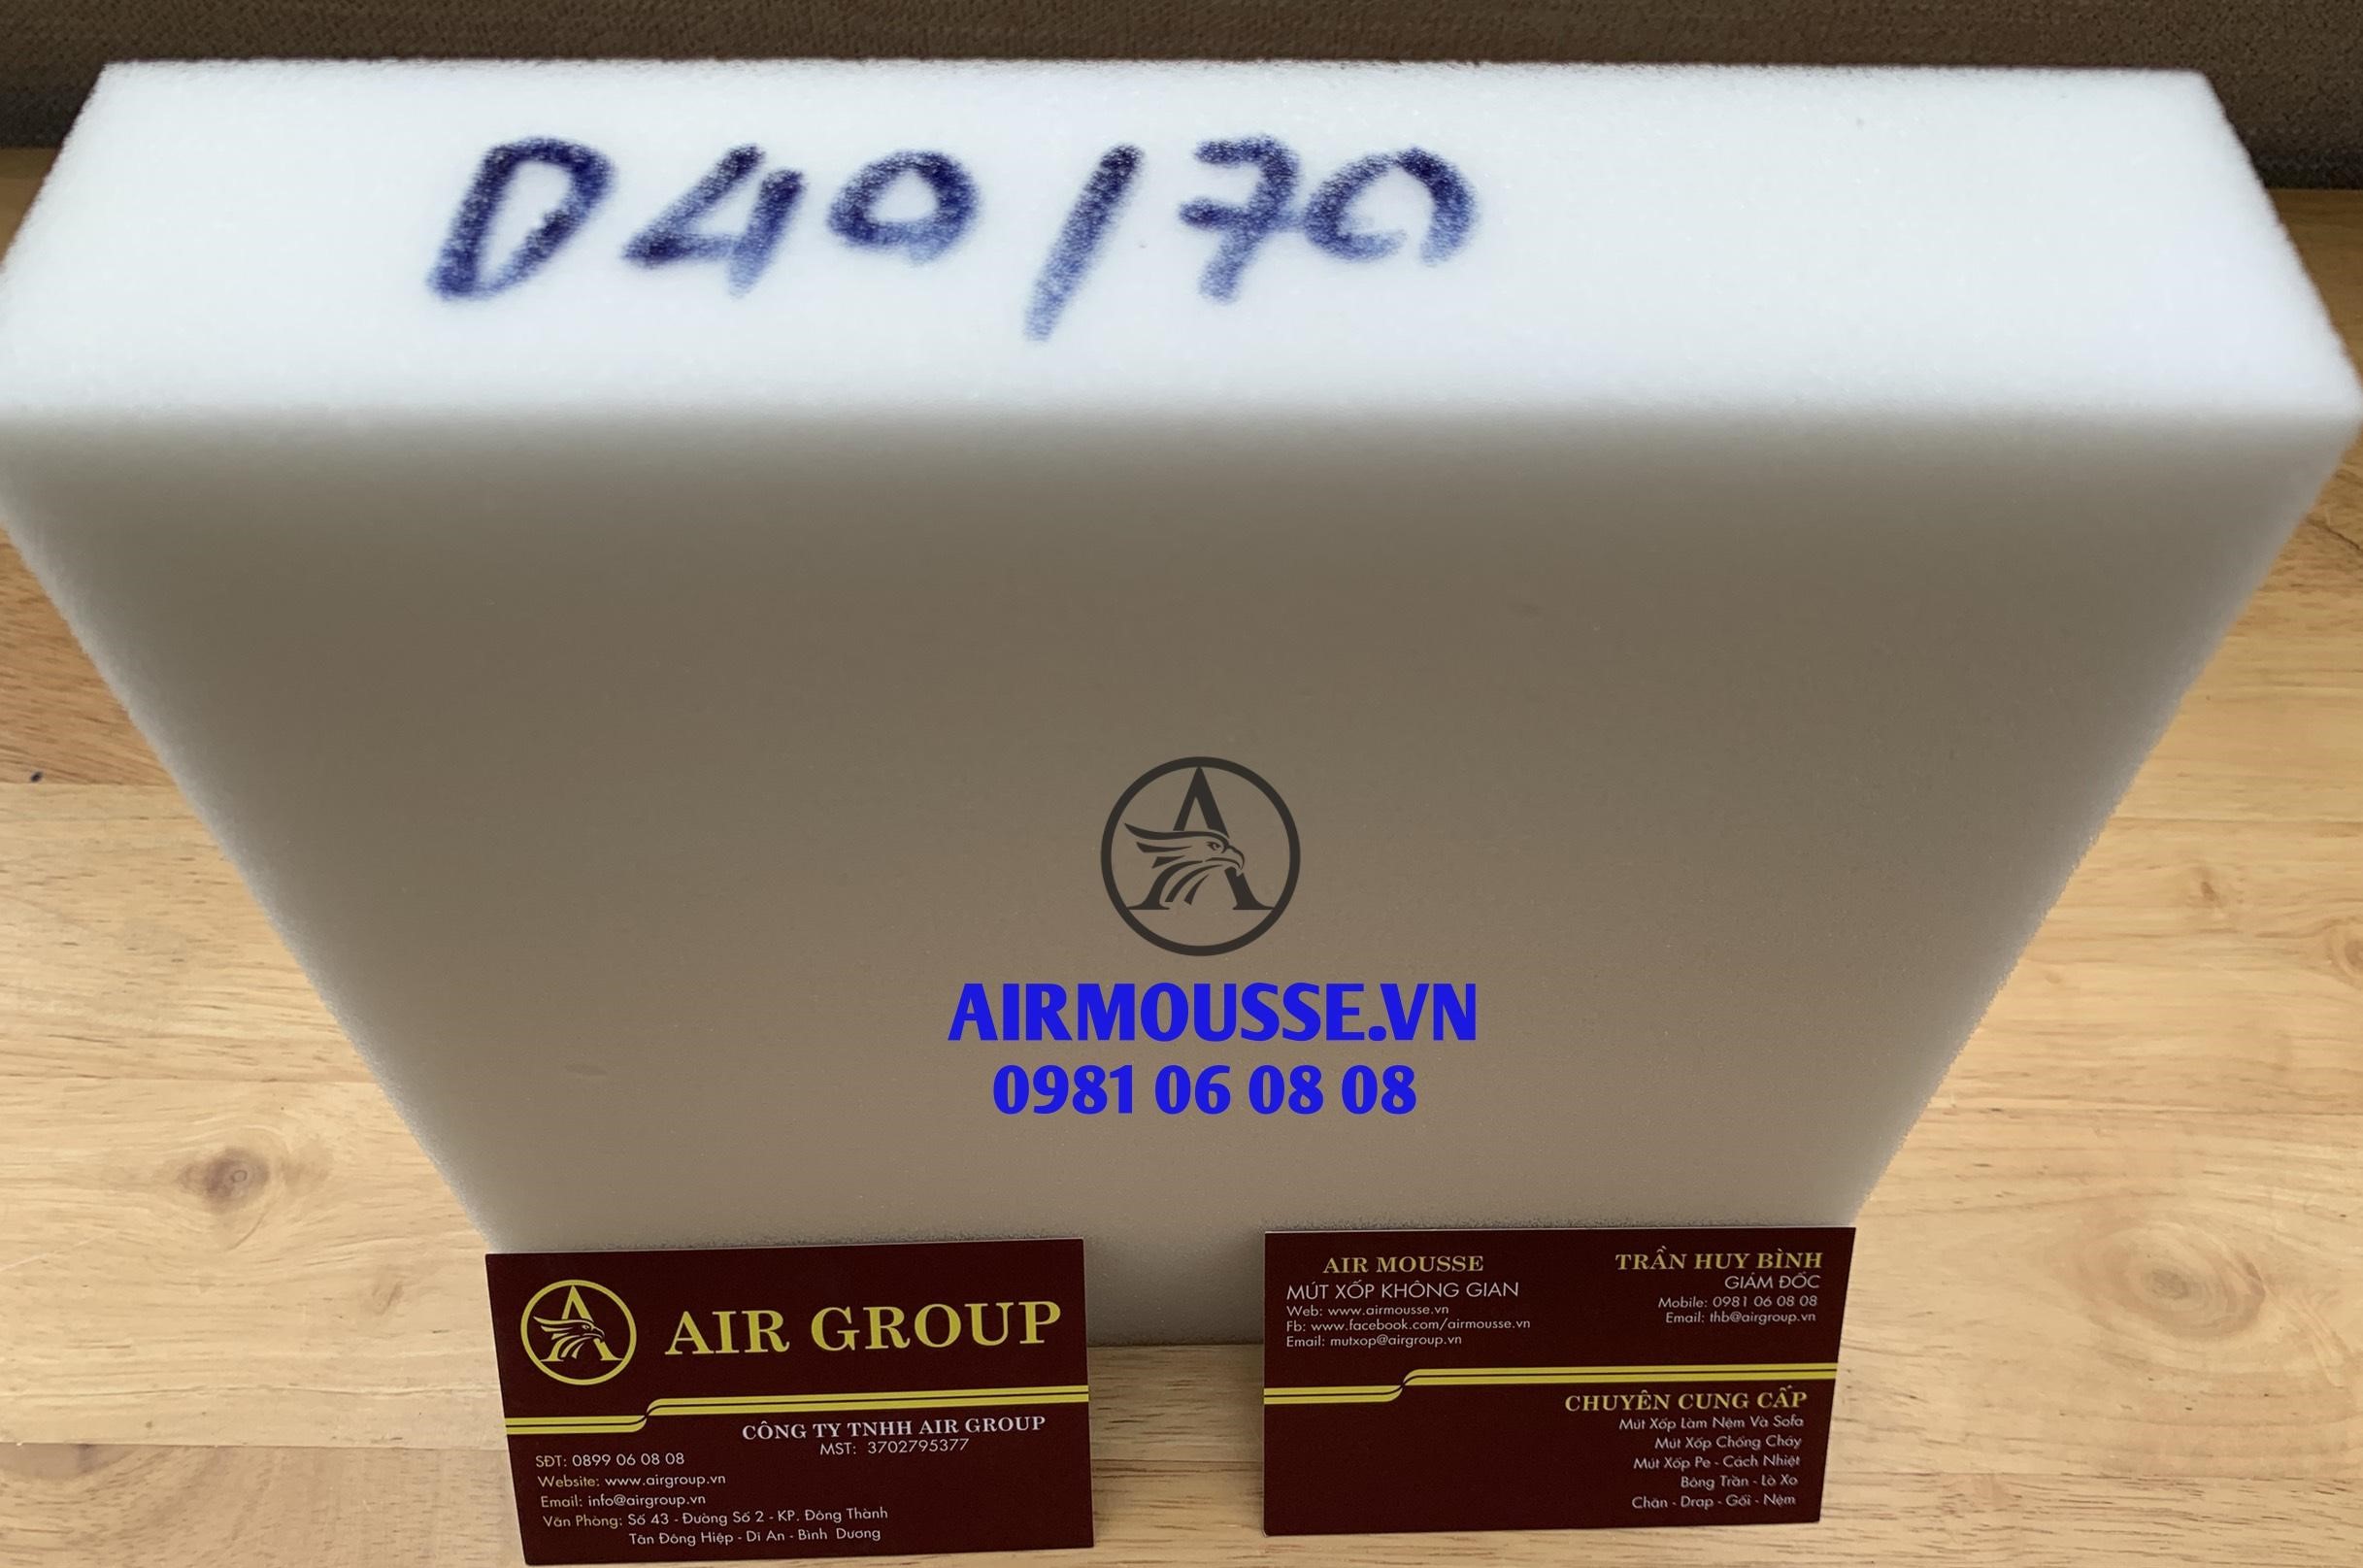 D40/70
AIRMOUSSE.VN
0981 06 08 08
AIR GROUP
CÔNG TY TNHH AIR GROUP
MST: 3702795377
SĐT: 0899 06 08 08
Website: www.airgroup.vn
Email: info@airgroup.vn
Văn Phòng: Số 43 - Đường Số 2 - KP. Đông Thành
Tân Đông Hiệp - Dĩ An - Bình Dương
AIR MOUSSE
MÚT XỐP KHÔNG GIAN
Web: www.airmousse.vn
Fb: www.facebook.com/airmousse.vn
Email: mutxop@airgroup.vn
TRẦN HUY BÌNH
GIÁM ĐỐC
Mobile: 0981 06 08 08
Email: thb@airgroup.vn
CHUYÊN CUNG CẤP
Mút Xốp Làm Nệm Và Sofa
Mút Xốp Chống Cháy
Mút Xốp Pe - Cách Nhiệt
Bông Trần - Lò Xo
Chăn - Drap - Gối - Nệm